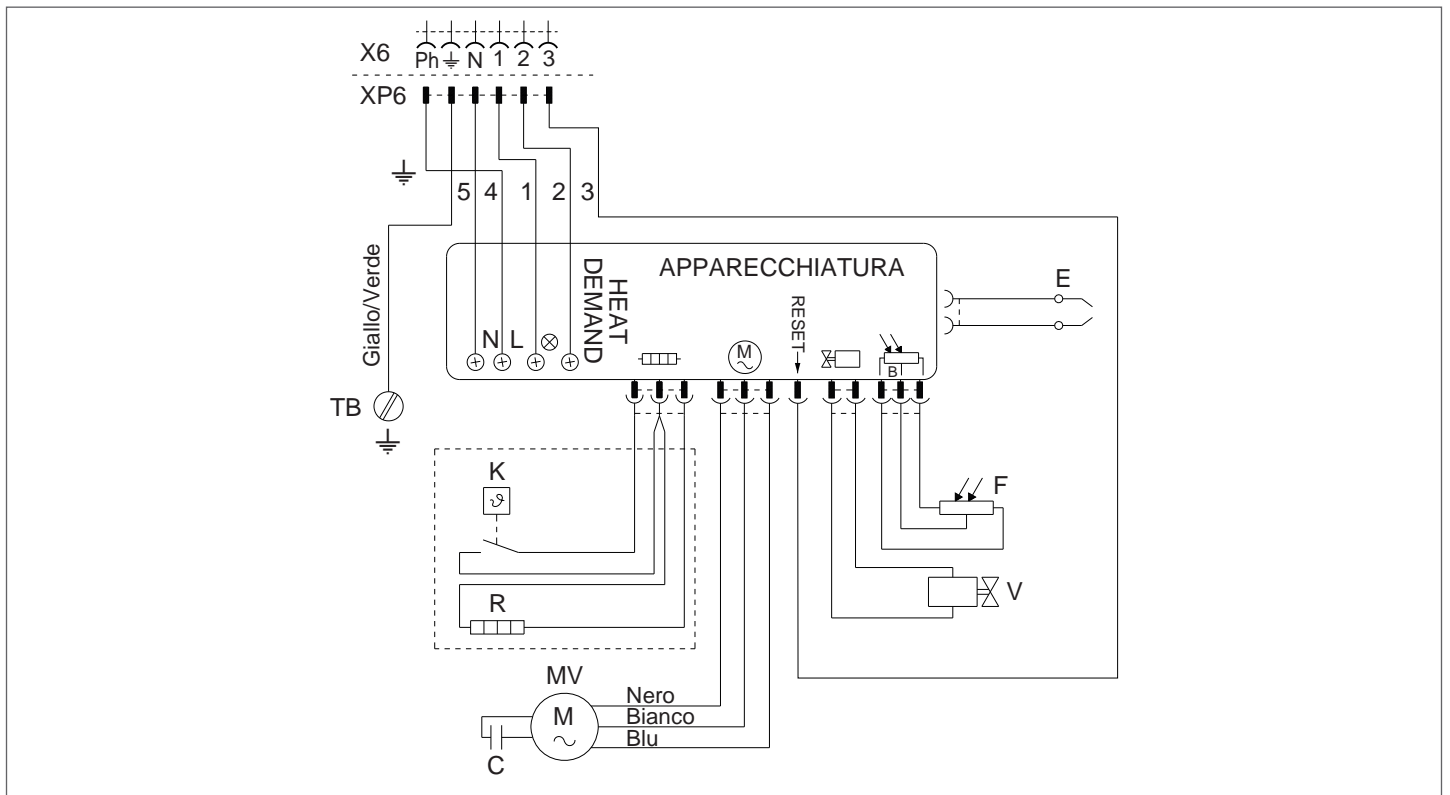 X6
Ph N 1 2 3
XP6
5 4 1 2 3
Giallo/Verde
HEAT
DEMAND
APPARECCHIATURA
E
N L
RESET
M
B
TB
K
ϑ
F
R
V
MV
M
Nero
Bianco
Blu
C